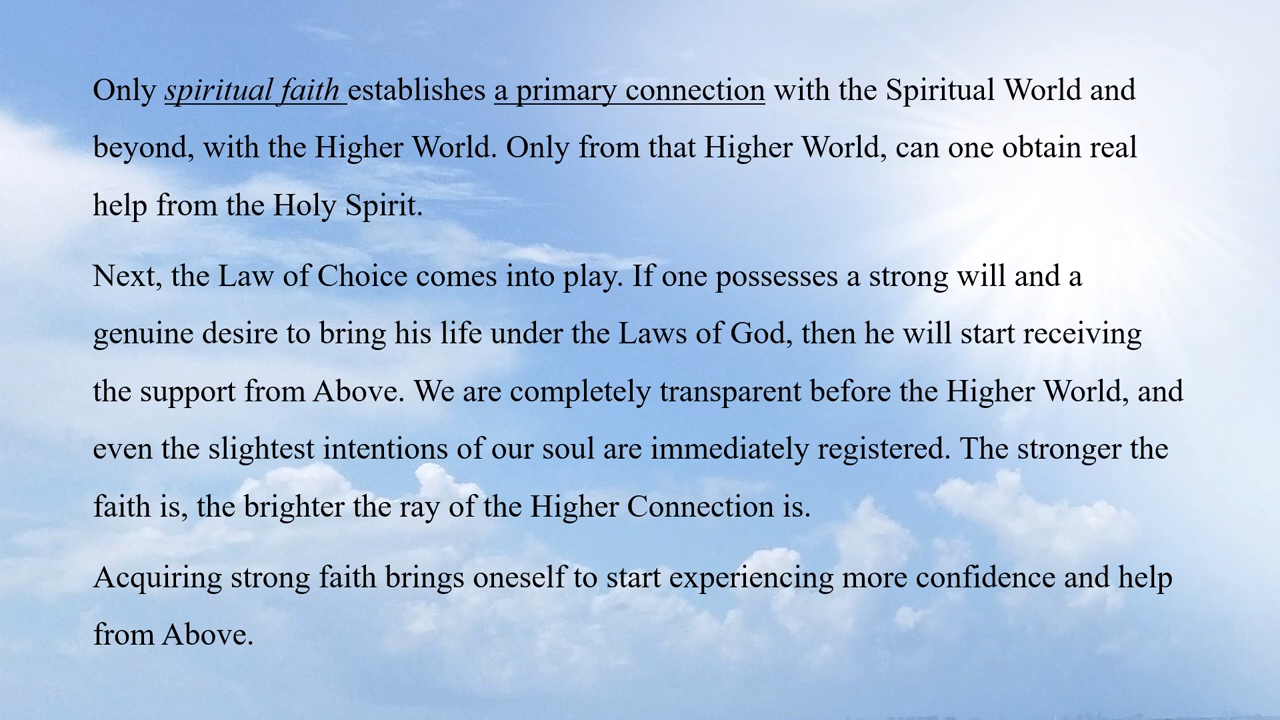 Only spiritual faith establishes a primary connection with the Spiritual World and
beyond, with the Higher World. Only from that Higher World, can one obtain real
help from the Holy Spirit.
Next, the Law of Choice comes into play. If one possesses a strong will and a
genuine desire to bring his life under the Laws of God, then he will start receiving
the support from Above. We are completely transparent before the Higher World, and
even the slightest intentions of our soul are immediately registered. The stronger the
faith is, the brighter the ray of the Higher Connection is.
Acquiring strong faith brings oneself to start experiencing more confidence and help
from Above.